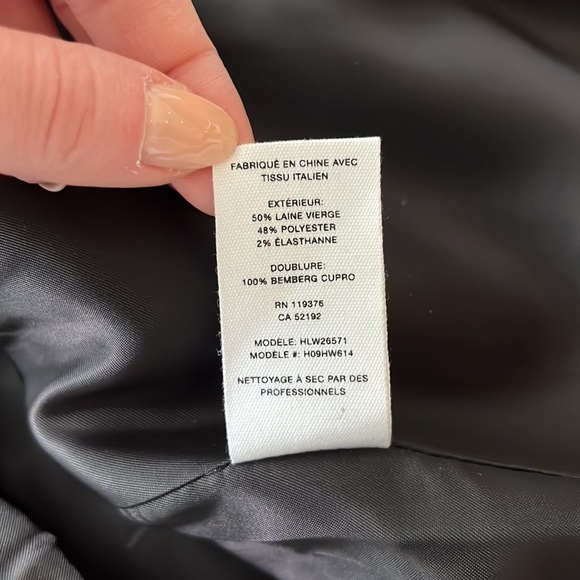 FABRIQUÉ EN CHINE AVEC
TISSU ITALIEN
EXTÉRIEUR:
50% LAINE VIERGE
48% POLYESTER
2% ÉLASTHANNE
DOUBLURE:
100% BEMBERG CUPRO
RN 119376
CA 52192
MODÈLE: HLW26571
MODÈLE #: H09HW614
NETTOYAGE À SEC PAR DES
PROFESSIONNELS